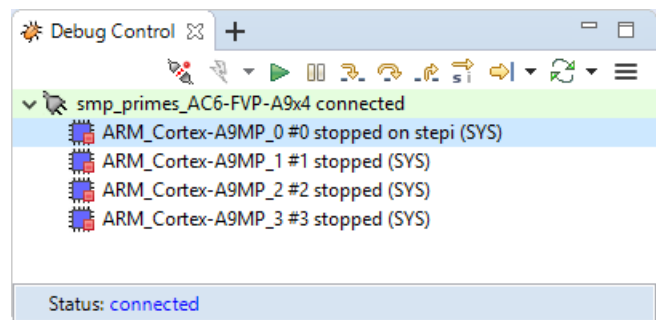 Debug Control
smp_primes_AC6-FVP-A9x4 connected
ARM_Cortex-A9MP_0 #0 stopped on stepi (SYS)
ARM_Cortex-A9MP_1 #1 stopped (SYS)
ARM_Cortex-A9MP_2 #2 stopped (SYS)
ARM_Cortex-A9MP_3 #3 stopped (SYS)
Status: connected